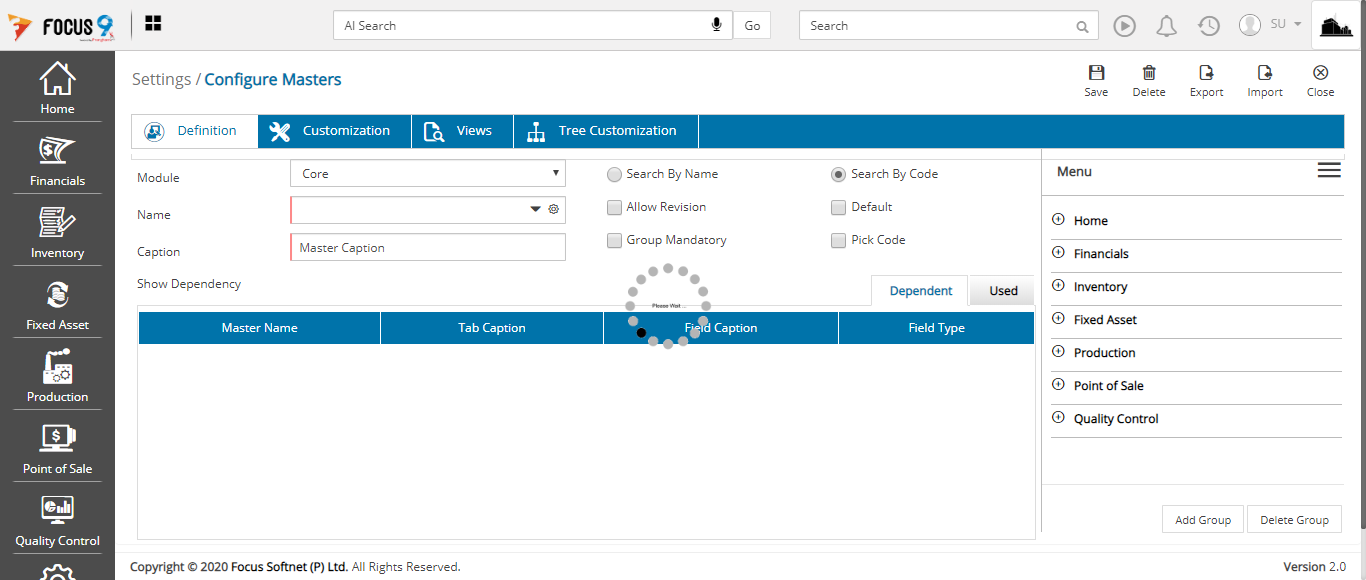 FOCUS 9
AI Search
Go
Search
SU
Home
Financials
Inventory
Fixed Asset
Production
Point of Sale
Quality Control
Settings / Configure Masters
Save
Delete
Export
Import
Close
Definition
Customization
Views
Tree Customization
Module
Core
Search By Name
Search By Code
Name
Allow Revision
Default
Caption
Master Caption
Group Mandatory
Pick Code
Show Dependency
Dependent
Used
Please Wait ...
Master Name
Tab Caption
Field Caption
Field Type
Menu
Home
Financials
Inventory
Fixed Asset
Production
Point of Sale
Quality Control
Add Group
Delete Group
Copyright © 2020 Focus Softnet (P) Ltd. All Rights Reserved.
Version 2.0